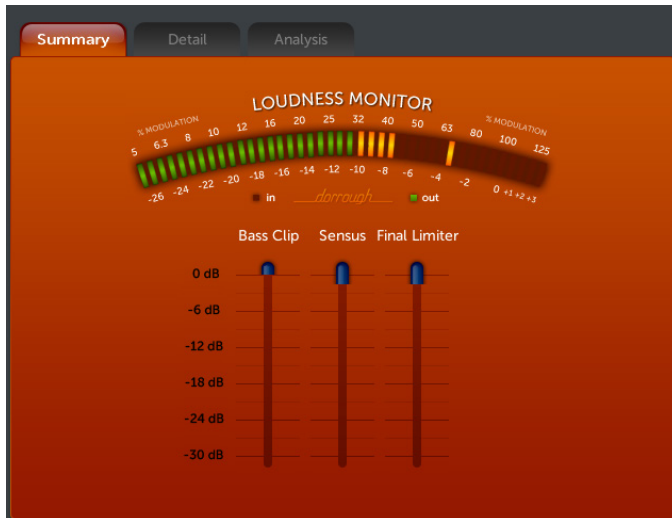 Summary Detail Analysis
LOUDNESS MONITOR
% MODULATION % MODULATION
5 6.3 8 10 12 16 20 25 32 40 50 63 80 100 125
-26 -24 -22 -20 -18 -16 -14 -12 -10 -8 -6 -4 -2 0 +1 +2 +3
in dorrough out
Bass Clip Sensus Final Limiter
0 dB
-6 dB
-12 dB
-18 dB
-24 dB
-30 dB